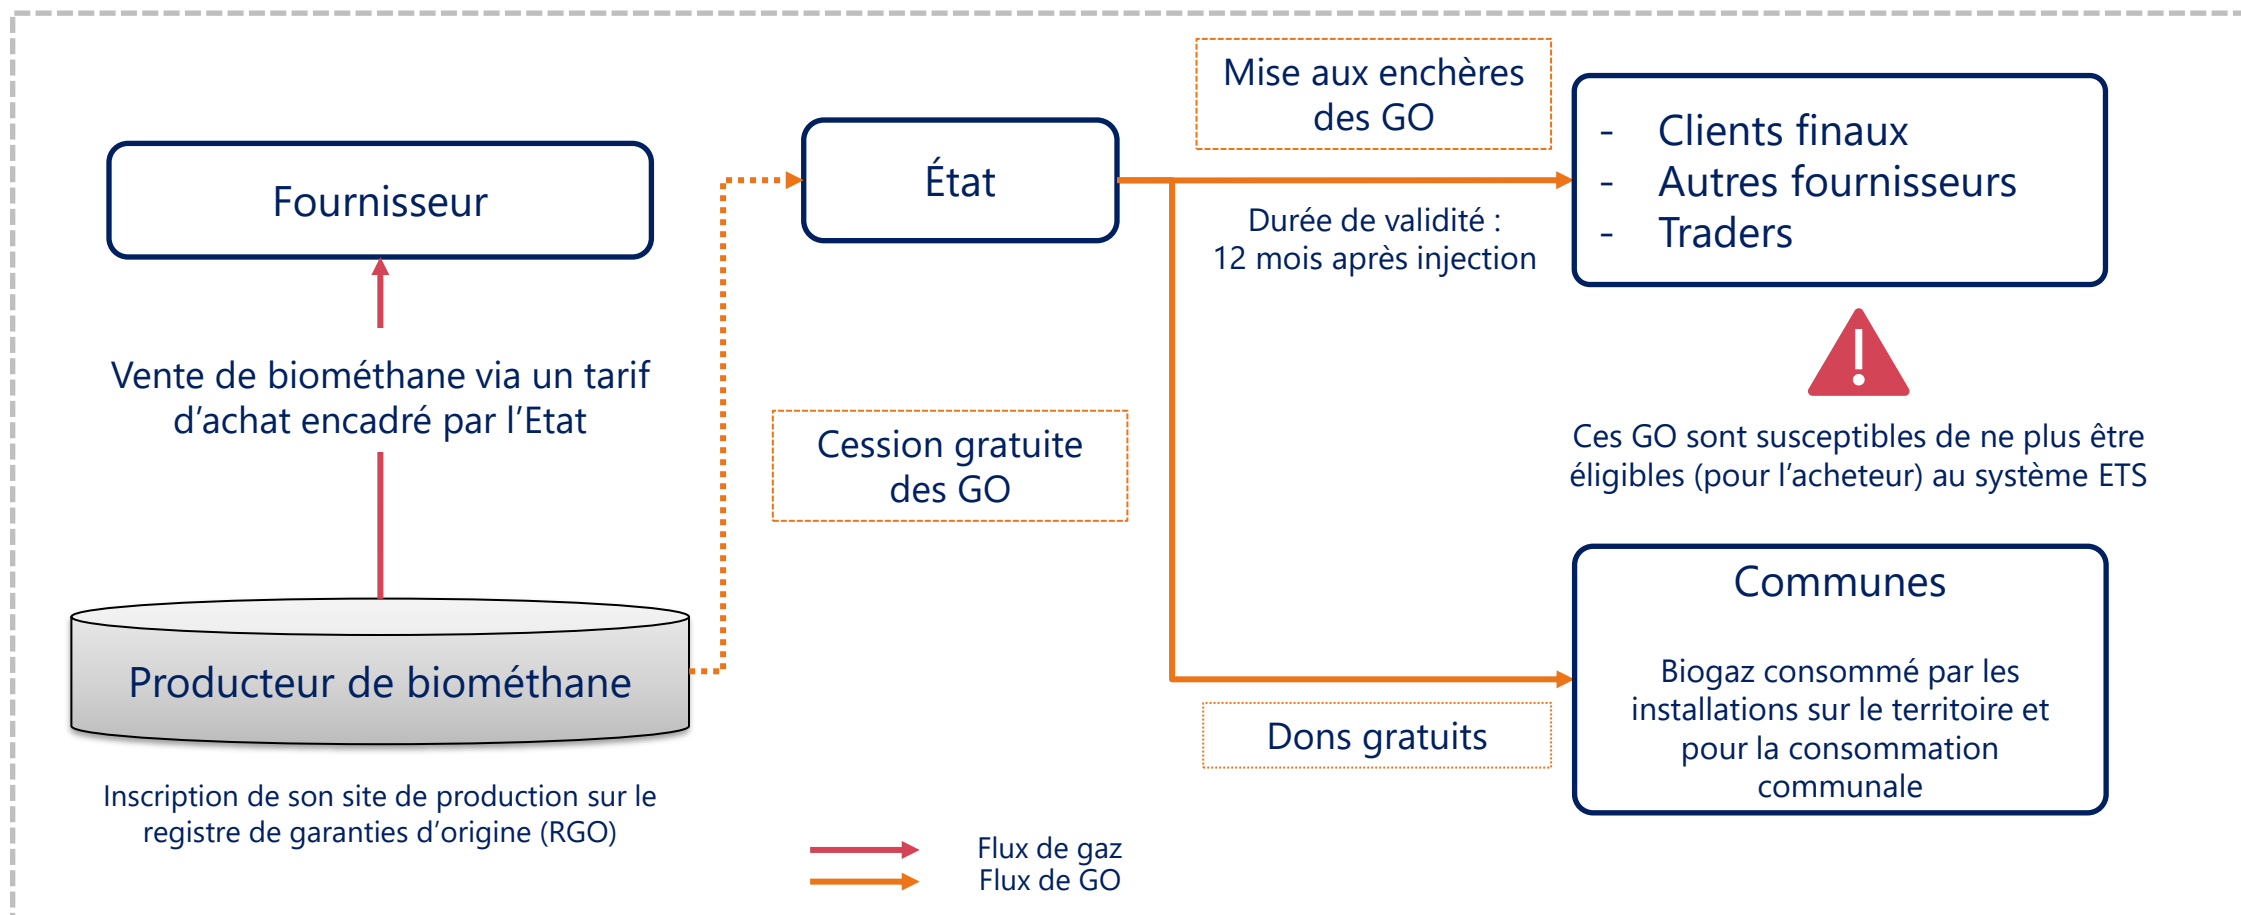 Fournisseur
Vente de biométhane via un tarif
d'achat encadré par l'Etat
Producteur de biométhane
Inscription de son site de production sur le
registre de garanties d'origine (RGO)
État
Cession gratuite
des GO
Mise aux enchères
des GO
Durée de validité :
12 mois après injection
- Clients finaux
- Autres fournisseurs
- Traders
Ces GO sont susceptibles de ne plus être
éligibles (pour l'acheteur) au système ETS
Dons gratuits
Communes
Biogaz consommé par les
installations sur le territoire et
pour la consommation
communale
Flux de gaz
Flux de GO